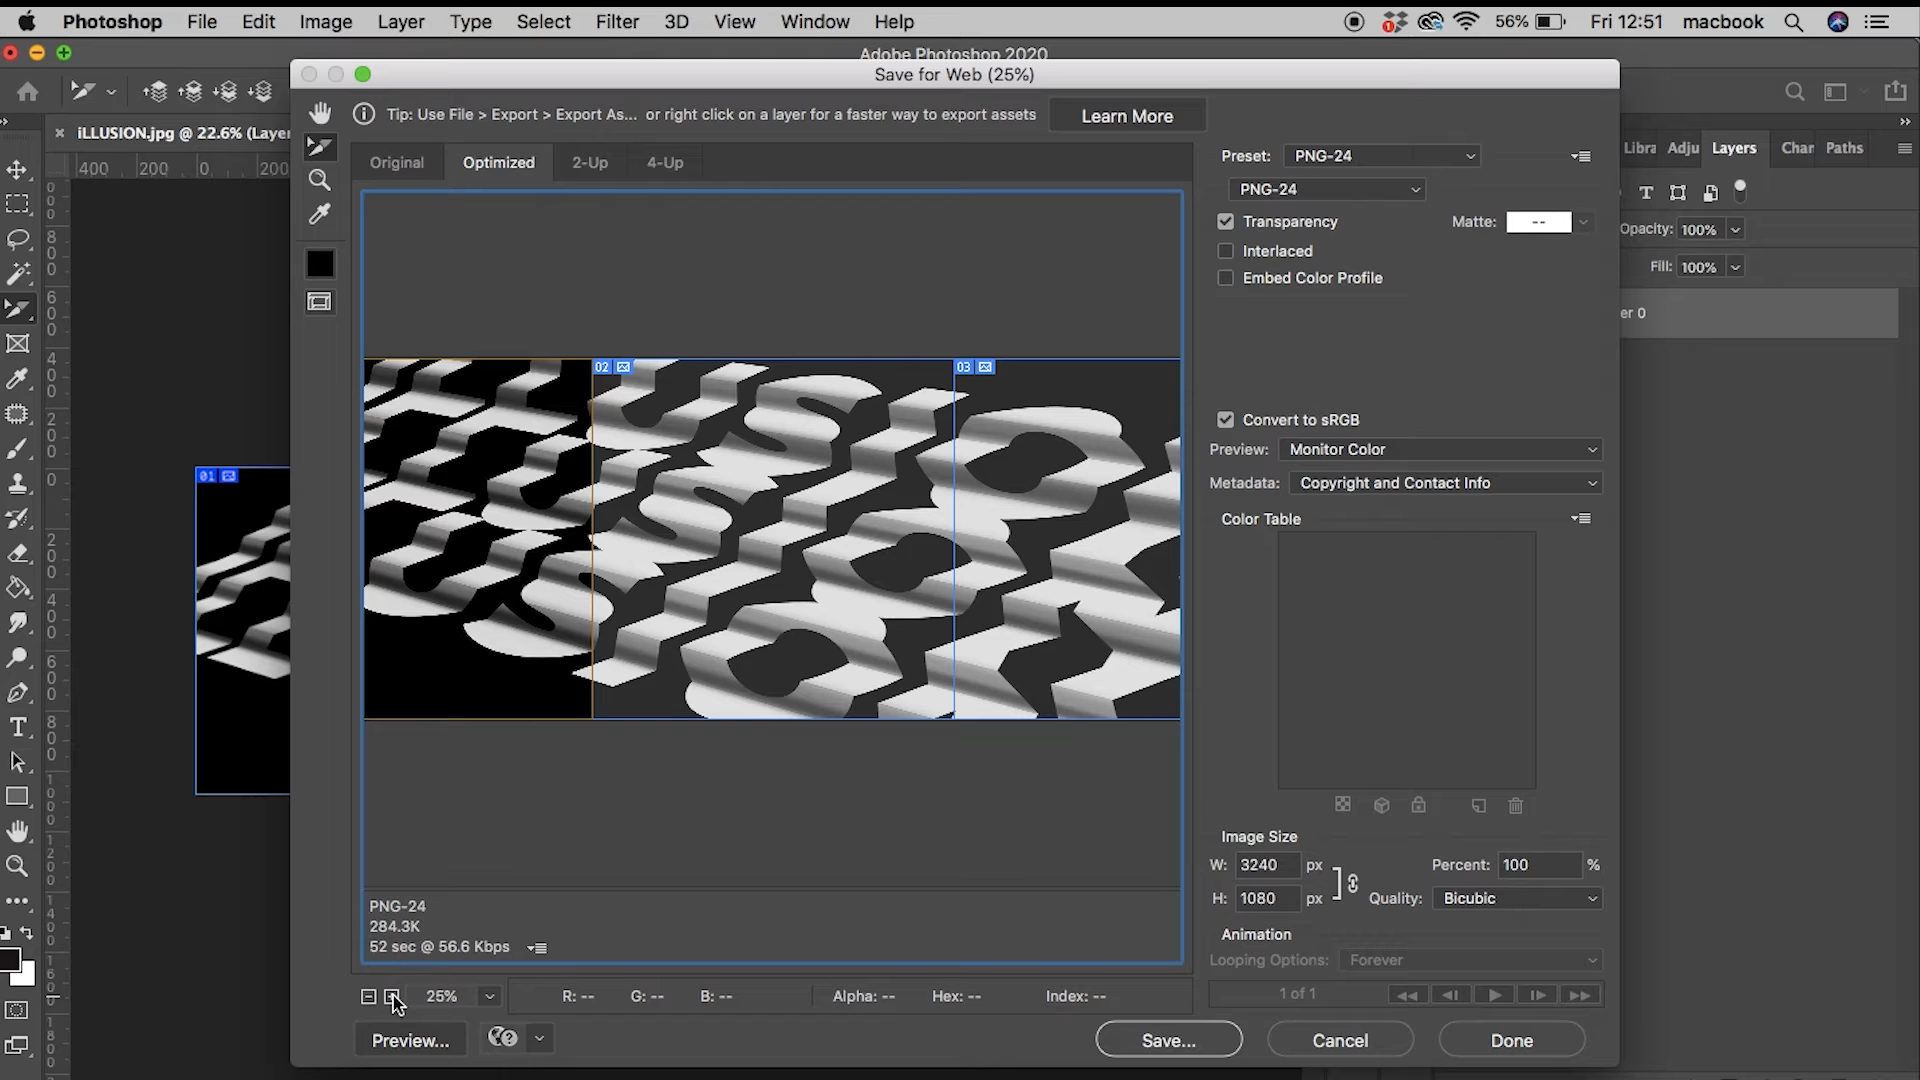 Photoshop File Edit Image Layer Type Select Filter 3D View Window Help 1 56% Fri 12:51 macbook
Adobe Photoshop 2020
Save for Web (25%)
Tip: Use File > Export > Export As... or right click on a layer for a faster way to export assets Learn More
iLLUSION.jpg @ 22.6% (Laye
Original Optimized 2-Up 4-Up
Preset: PNG-24
PNG-24
Transparency Matte: --
Interlaced
Embed Color Profile
Libra Adju Layers Chan Paths
Opacity: 100%
Fill: 100%
er 0
400 200 0 200
01
02
03
Convert to sRGB
Preview: Monitor Color
Metadata: Copyright and Contact Info
Color Table
Image Size
W: 3240 px Percent: 100 %
H: 1080 px Quality: Bicubic
Animation
Looping Options: Forever
1 of 1
PNG-24
284.3K
52 sec @ 56.6 Kbps
25% R: -- G: -- B: -- Alpha: -- Hex: -- Index: --
Preview... Save... Cancel Done